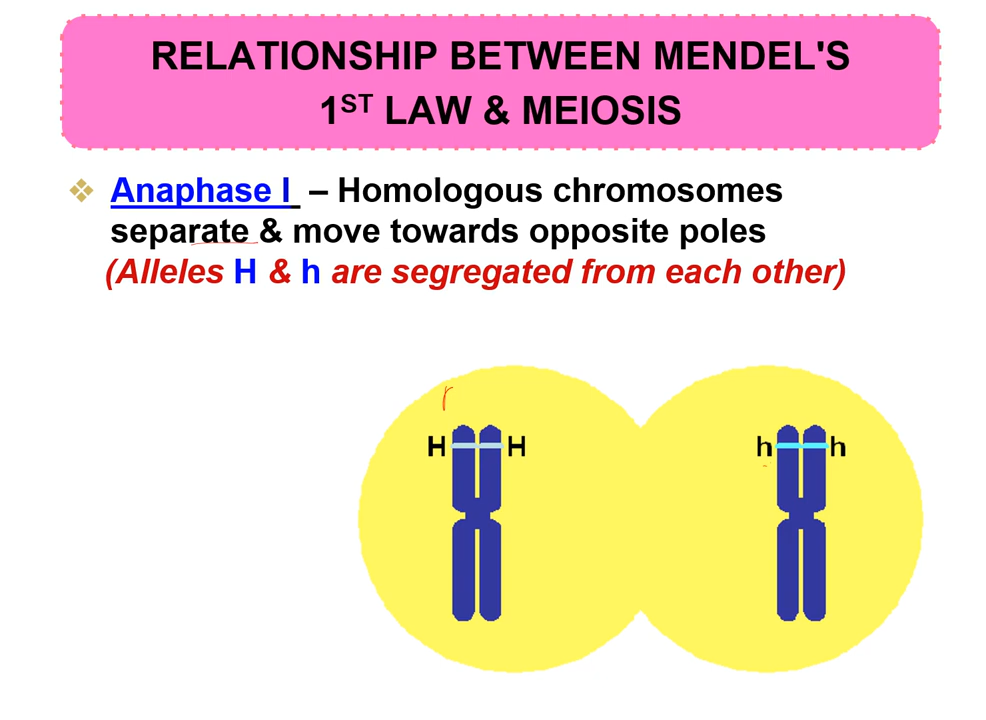 RELATIONSHIP BETWEEN MENDEL'S
1ST LAW & MEIOSIS
❖ Anaphase I – Homologous chromosomes
separate & move towards opposite poles
(Alleles H & h are segregated from each other)
H H h h